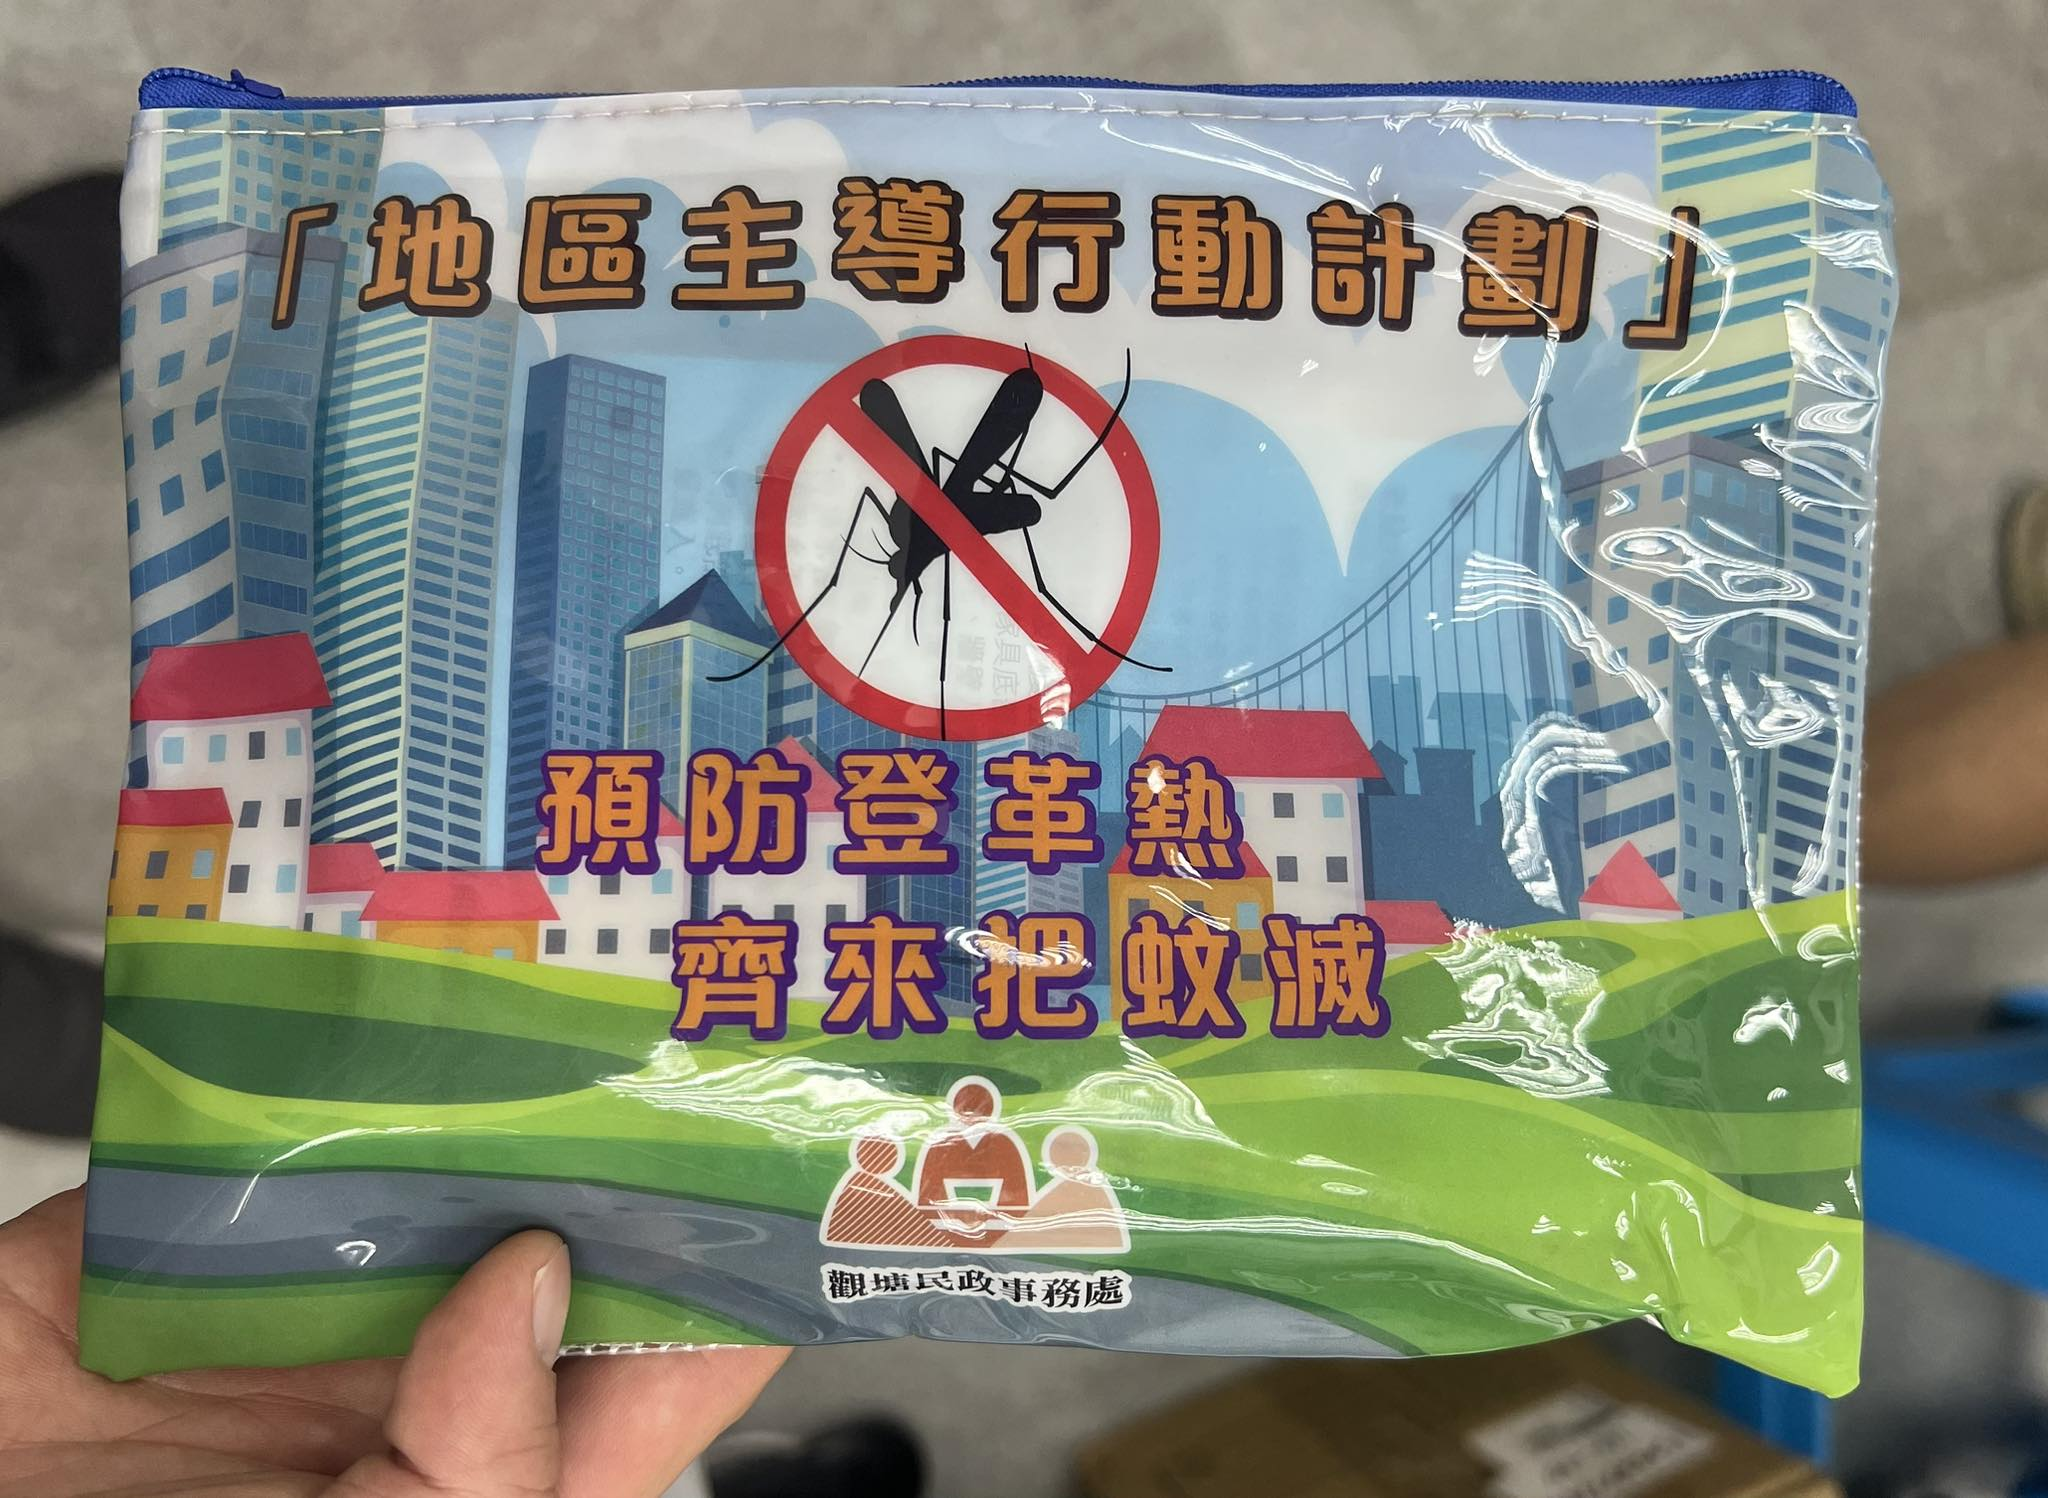 「地區主導行動計劃」
預防登革熱
齊來把蚊滅
觀塘民政事務處